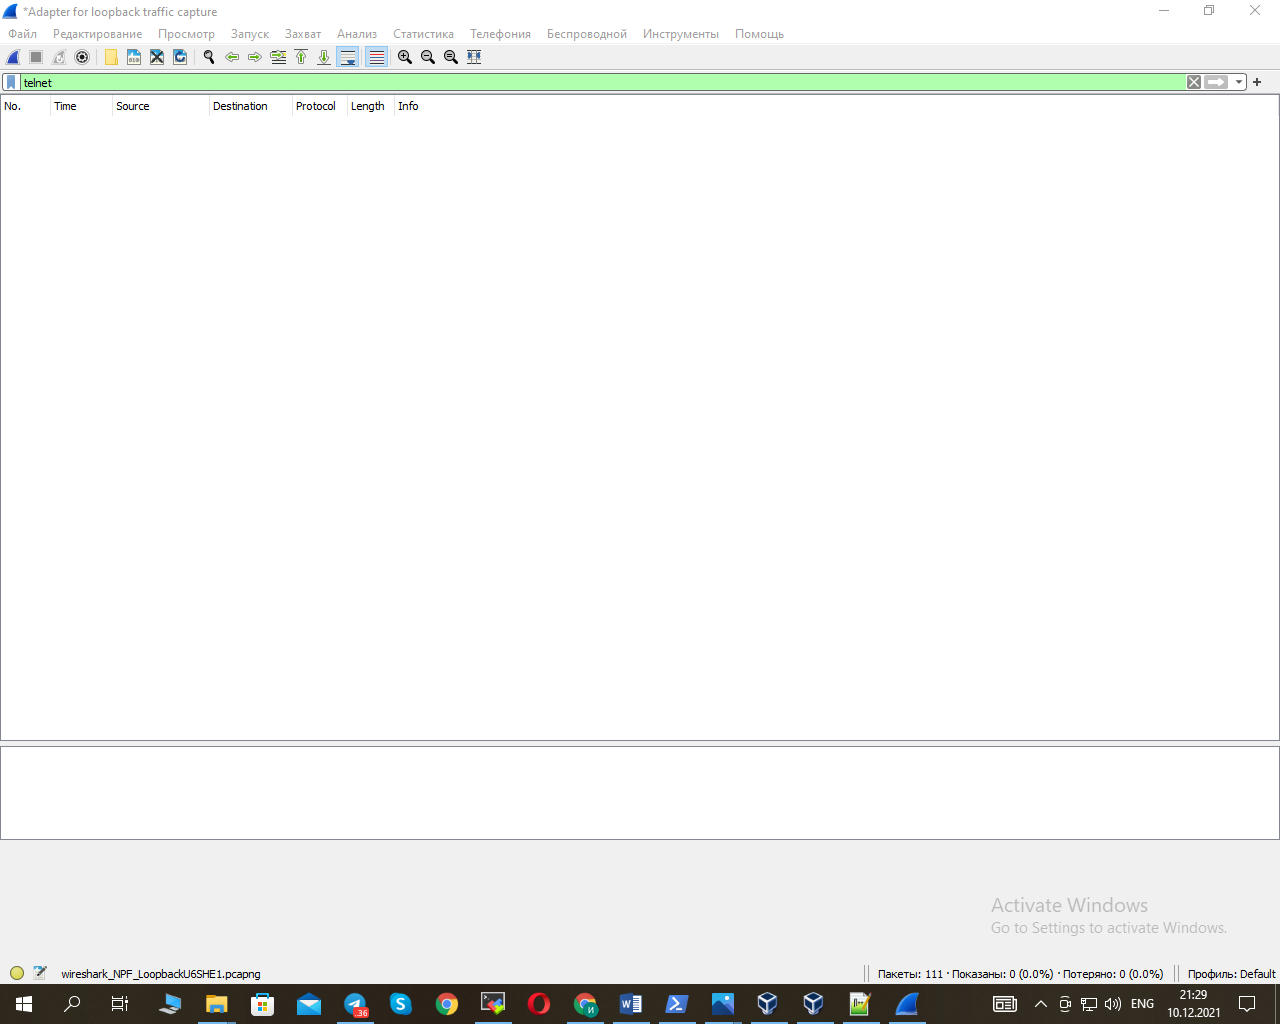 *Adapter for loopback traffic capture
Файл Редактирование Просмотр Запуск Захват Анализ Статистика Телефония Беспроводной Инструменты Помощь
telnet
No. Time Source Destination Protocol Length Info
Activate Windows
Go to Settings to activate Windows.
wireshark_NPF_LoopbackU6SHE1.pcapng Пакеты: 111 · Показаны: 0 (0.0%) · Потеряно: 0 (0.0%) Профиль: Default
.36
ENG
21:29
10.12.2021